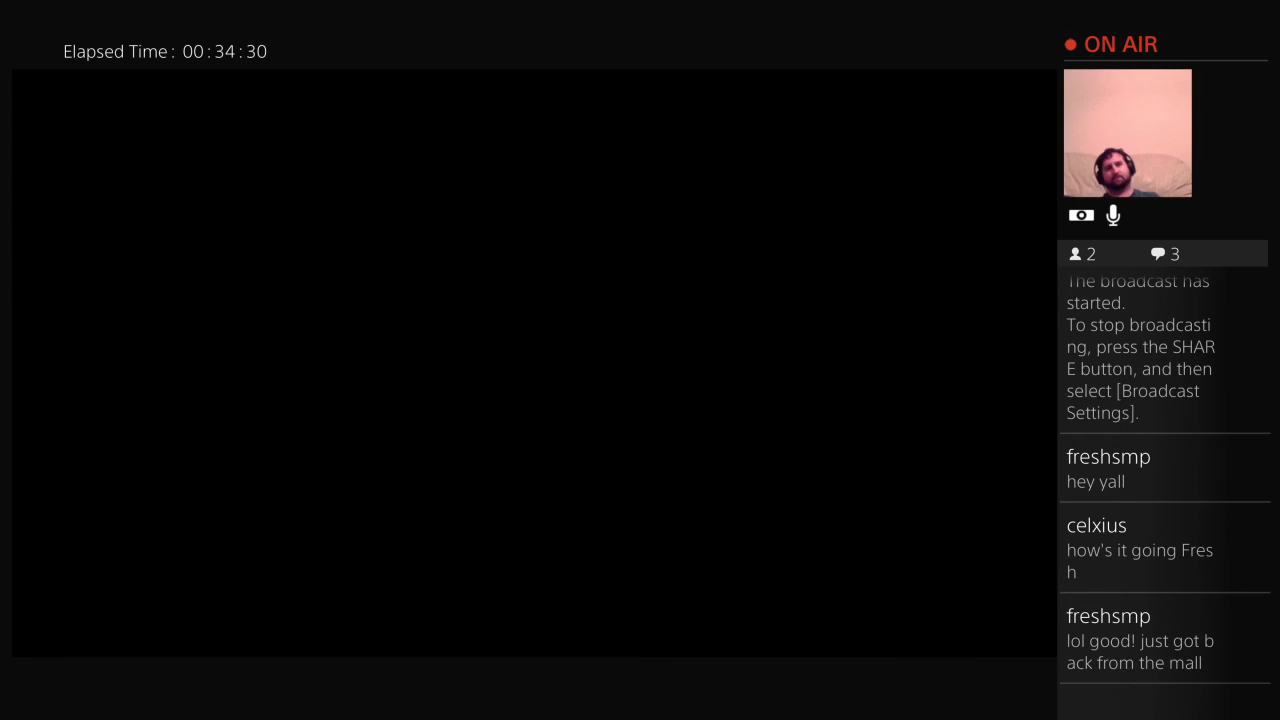 Elapsed Time : 00 : 34 : 30
ON AIR
2 3
The broadcast has
started.
To stop broadcasti
ng, press the SHAR
E button, and then
select [Broadcast
Settings].
freshsmp
hey yall
celxius
how's it going Fres
h
freshsmp
lol good! just got b
ack from the mall